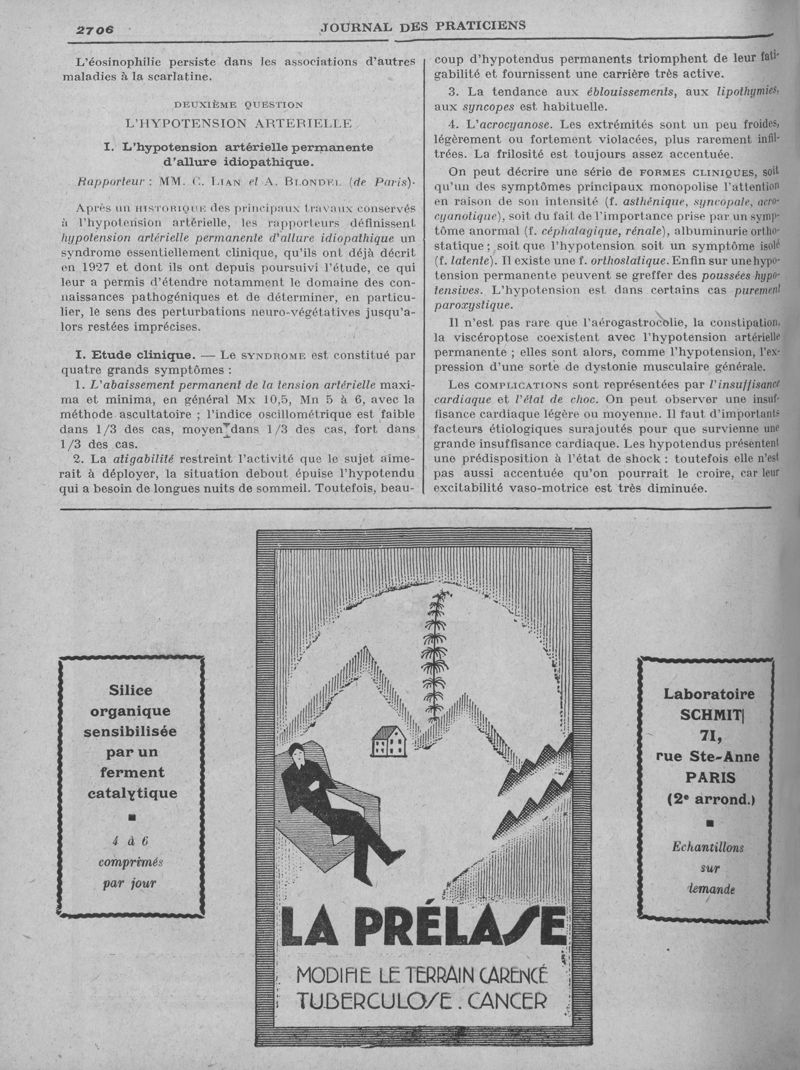 2706
JOURNAL DES PRATICIENS
L'éosinophilie persiste dans les associations d'autres
maladies à la scarlatine.
DEUXIÈME QUESTION
L'HYPOTENSION ARTERIELLE
I. L'hypotension artérielle permanente
d'allure idiopathique.
Rapporteur : MM. C. LIAN et A. BLONDEL (de Paris).
Après un HISTORIQUE des principaux travaux conservés
à l'hypotension artérielle, les rapporteurs définissent
hypotension artérielle permanente d'allure idiopathique un
syndrome essentiellement clinique, qu'ils ont déjà décrit
en 1927 et dont ils ont depuis poursuivi l'étude, ce qui
leur a permis d'étendre notamment le domaine des con-
naissances pathogéniques et de déterminer, en particu-
lier, le sens des perturbations neuro-végétatives jusqu'a-
lors restées imprécises.
I. Etude clinique. — Le SYNDROME est constitué par
quatre grands symptômes :
1. L'abaissement permanent de la tension artérielle maxi-
ma et minima, en général Mx 10,5, Mn 5 à 6, avec la
méthode ascultatoire ; l'indice oscillométrique est faible
dans 1/3 des cas, moyen dans 1/3 des cas, fort dans
1/3 des cas.
2. La atigabilité restreint l'activité que le sujet aime-
rait à déployer, la situation debout épuise l'hypotendu
qui a besoin de longues nuits de sommeil. Toutefois, beau-
coup d'hypotendus permanents triomphent de leur fati-
gabilité et fournissent une carrière très active.
3. La tendance aux éblouissements, aux lipothymies,
aux syncopes est habituelle.
4. L'acrocyanose. Les extrémités sont un peu froides,
légèrement ou fortement violacées, plus rarement infil-
trées. La frilosité est toujours assez accentuée.
On peut décrire une série de FORMES CLINIQUES, soit
qu'un des symptômes principaux monopolise l'attention
en raison de son intensité (f. asthénique, syncopale, acro-
cyanotique), soit du fait de l'importance prise par un symp-
tôme anormal (f. céphalagique, rénale), albuminurie ortho-
statique ; soit que l'hypotension soit un symptôme isolé
(f. latente). Il existe une f. orthostatique. Enfin sur une hypo-
tension permanente peuvent se greffer des poussées hypo-
tensives. L'hypotension est dans certains cas purement
paroxystique.
Il n'est pas rare que l'aérogastrocolie, la constipation,
la viscéroptose coexistent avec l'hypotension artérielle
permanente ; elles sont alors, comme l'hypotension, l'ex-
pression d'une sorte de dystonie musculaire générale.
Les COMPLICATIONS sont représentées par l'insuffisance
cardiaque et l'état de choc. On peut observer une insuf-
fisance cardiaque légère ou moyenne. Il faut d'importants
facteurs étiologiques surajoutés pour que survienne une
grande insuffisance cardiaque. Les hypotendus présentent
une prédisposition à l'état de shock : toutefois elle n'est
pas aussi accentuée qu'on pourrait le croire, car leur
excitabilité vaso-motrice est très diminuée.
Silice
organique
sensibilisée
par un
ferment
catalytique
4 à 6
comprimés
par jour
LA PRÉLASE
MODIFIE LE TERRAIN CARENCÉ
TUBERCULOSE . CANCER
Laboratoire
SCHMIT
71,
rue Ste-Anne
PARIS
(2e arrond.)
Echantillons
sur
demande